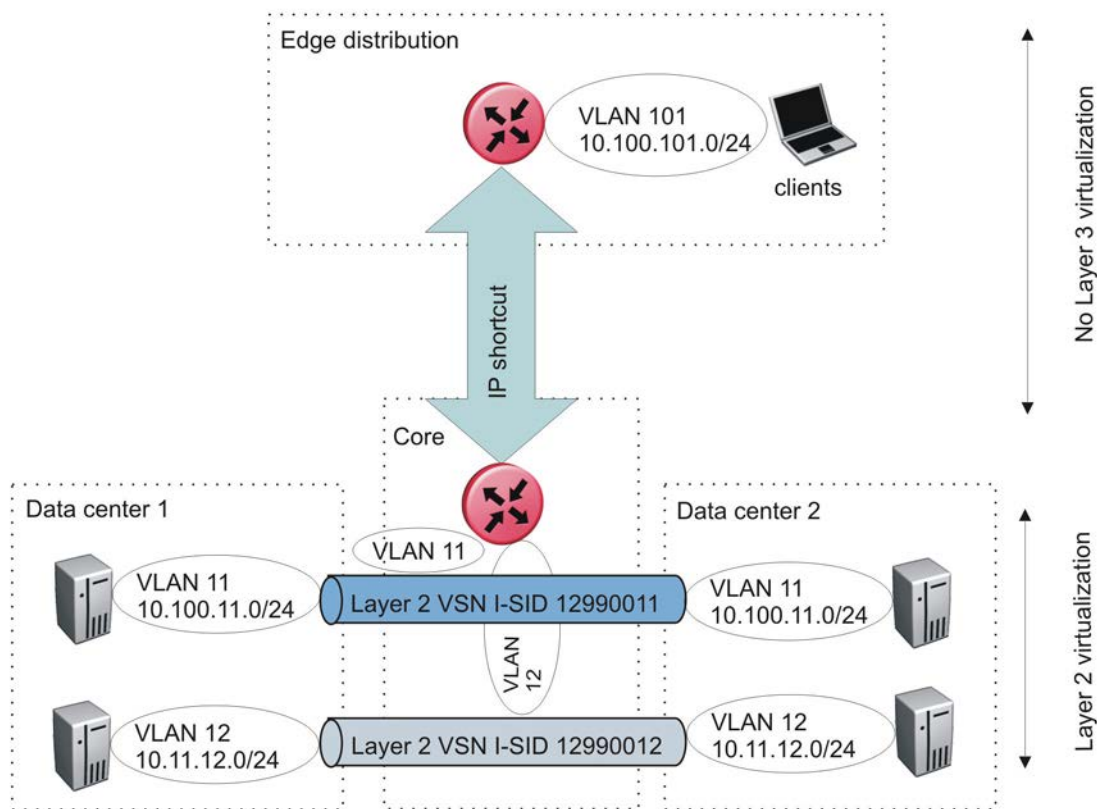 Edge distribution
VLAN 101
10.100.101.0/24
clients
No Layer 3 virtualization
IP shortcut
Core
Data center 1
Data center 2
VLAN 11
VLAN 11
10.100.11.0/24
Layer 2 VSN I-SID 12990011
VLAN 11
10.100.11.0/24
Layer 2 virtualization
VLAN
12
VLAN 12
10.11.12.0/24
Layer 2 VSN I-SID 12990012
VLAN 12
10.11.12.0/24